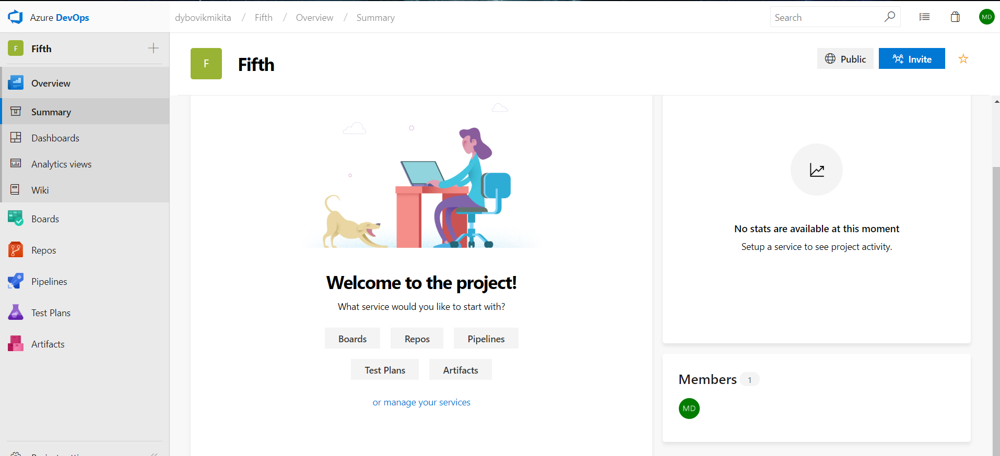 Azure DevOps
dybovikmikita / Fifth / Overview / Summary
Search
MD
F Fifth
Overview
Summary
Dashboards
Analytics views
Wiki
Boards
Repos
Pipelines
Test Plans
Artifacts
F
Fifth
Public
Invite
Welcome to the project!
What service would you like to start with?
Boards Repos Pipelines
Test Plans Artifacts
or manage your services
No stats are available at this moment
Setup a service to see project activity.
Members 1
MD